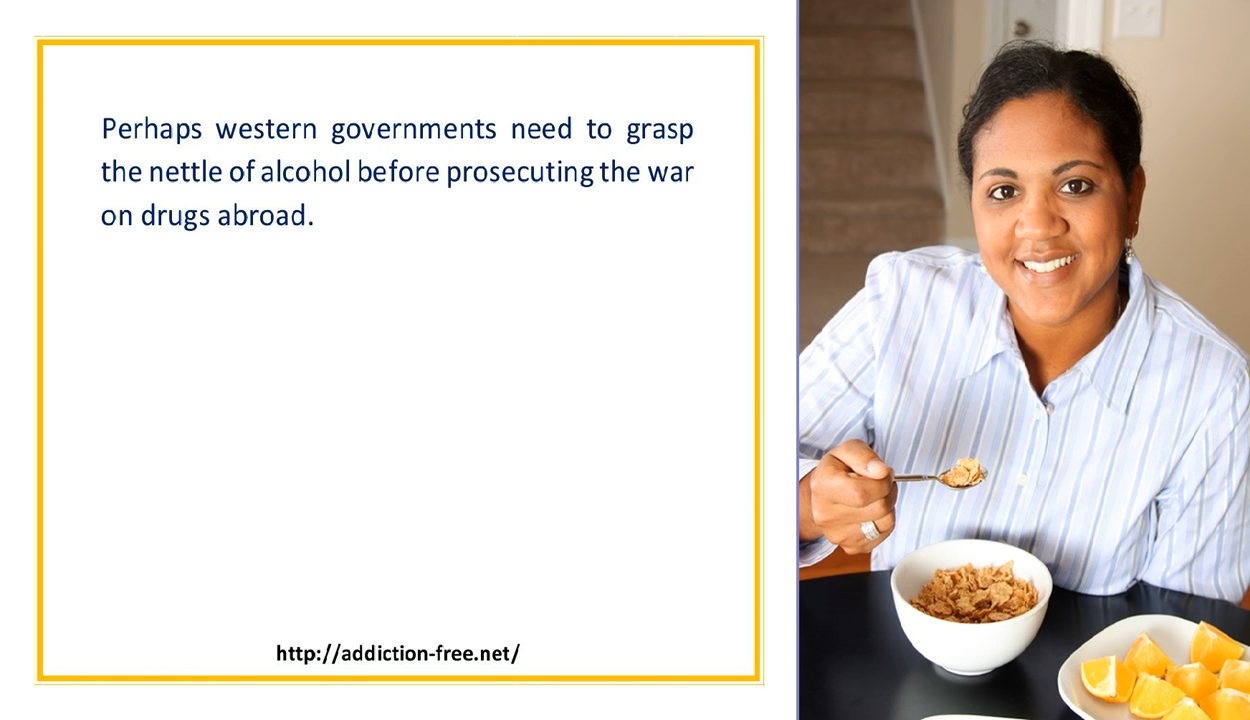 Perhaps western governments need to grasp
the nettle of alcohol before prosecuting the war
on drugs abroad.
http://addiction-free.net/